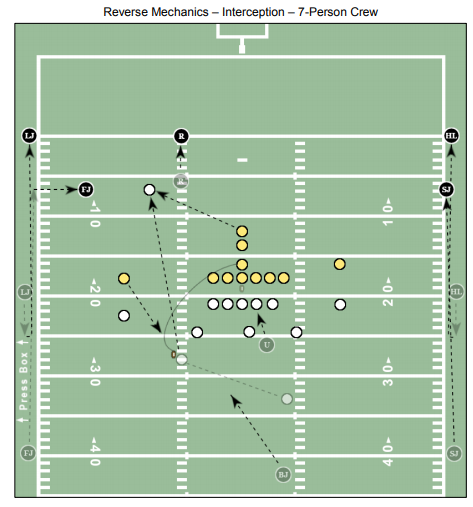 Reverse Mechanics – Interception – 7-Person Crew
LJ
R
HL
R
FJ
SJ
10
10
20
20
LJ
HL
U
Press Box
30
30
FJ
SJ
40
40
BJ